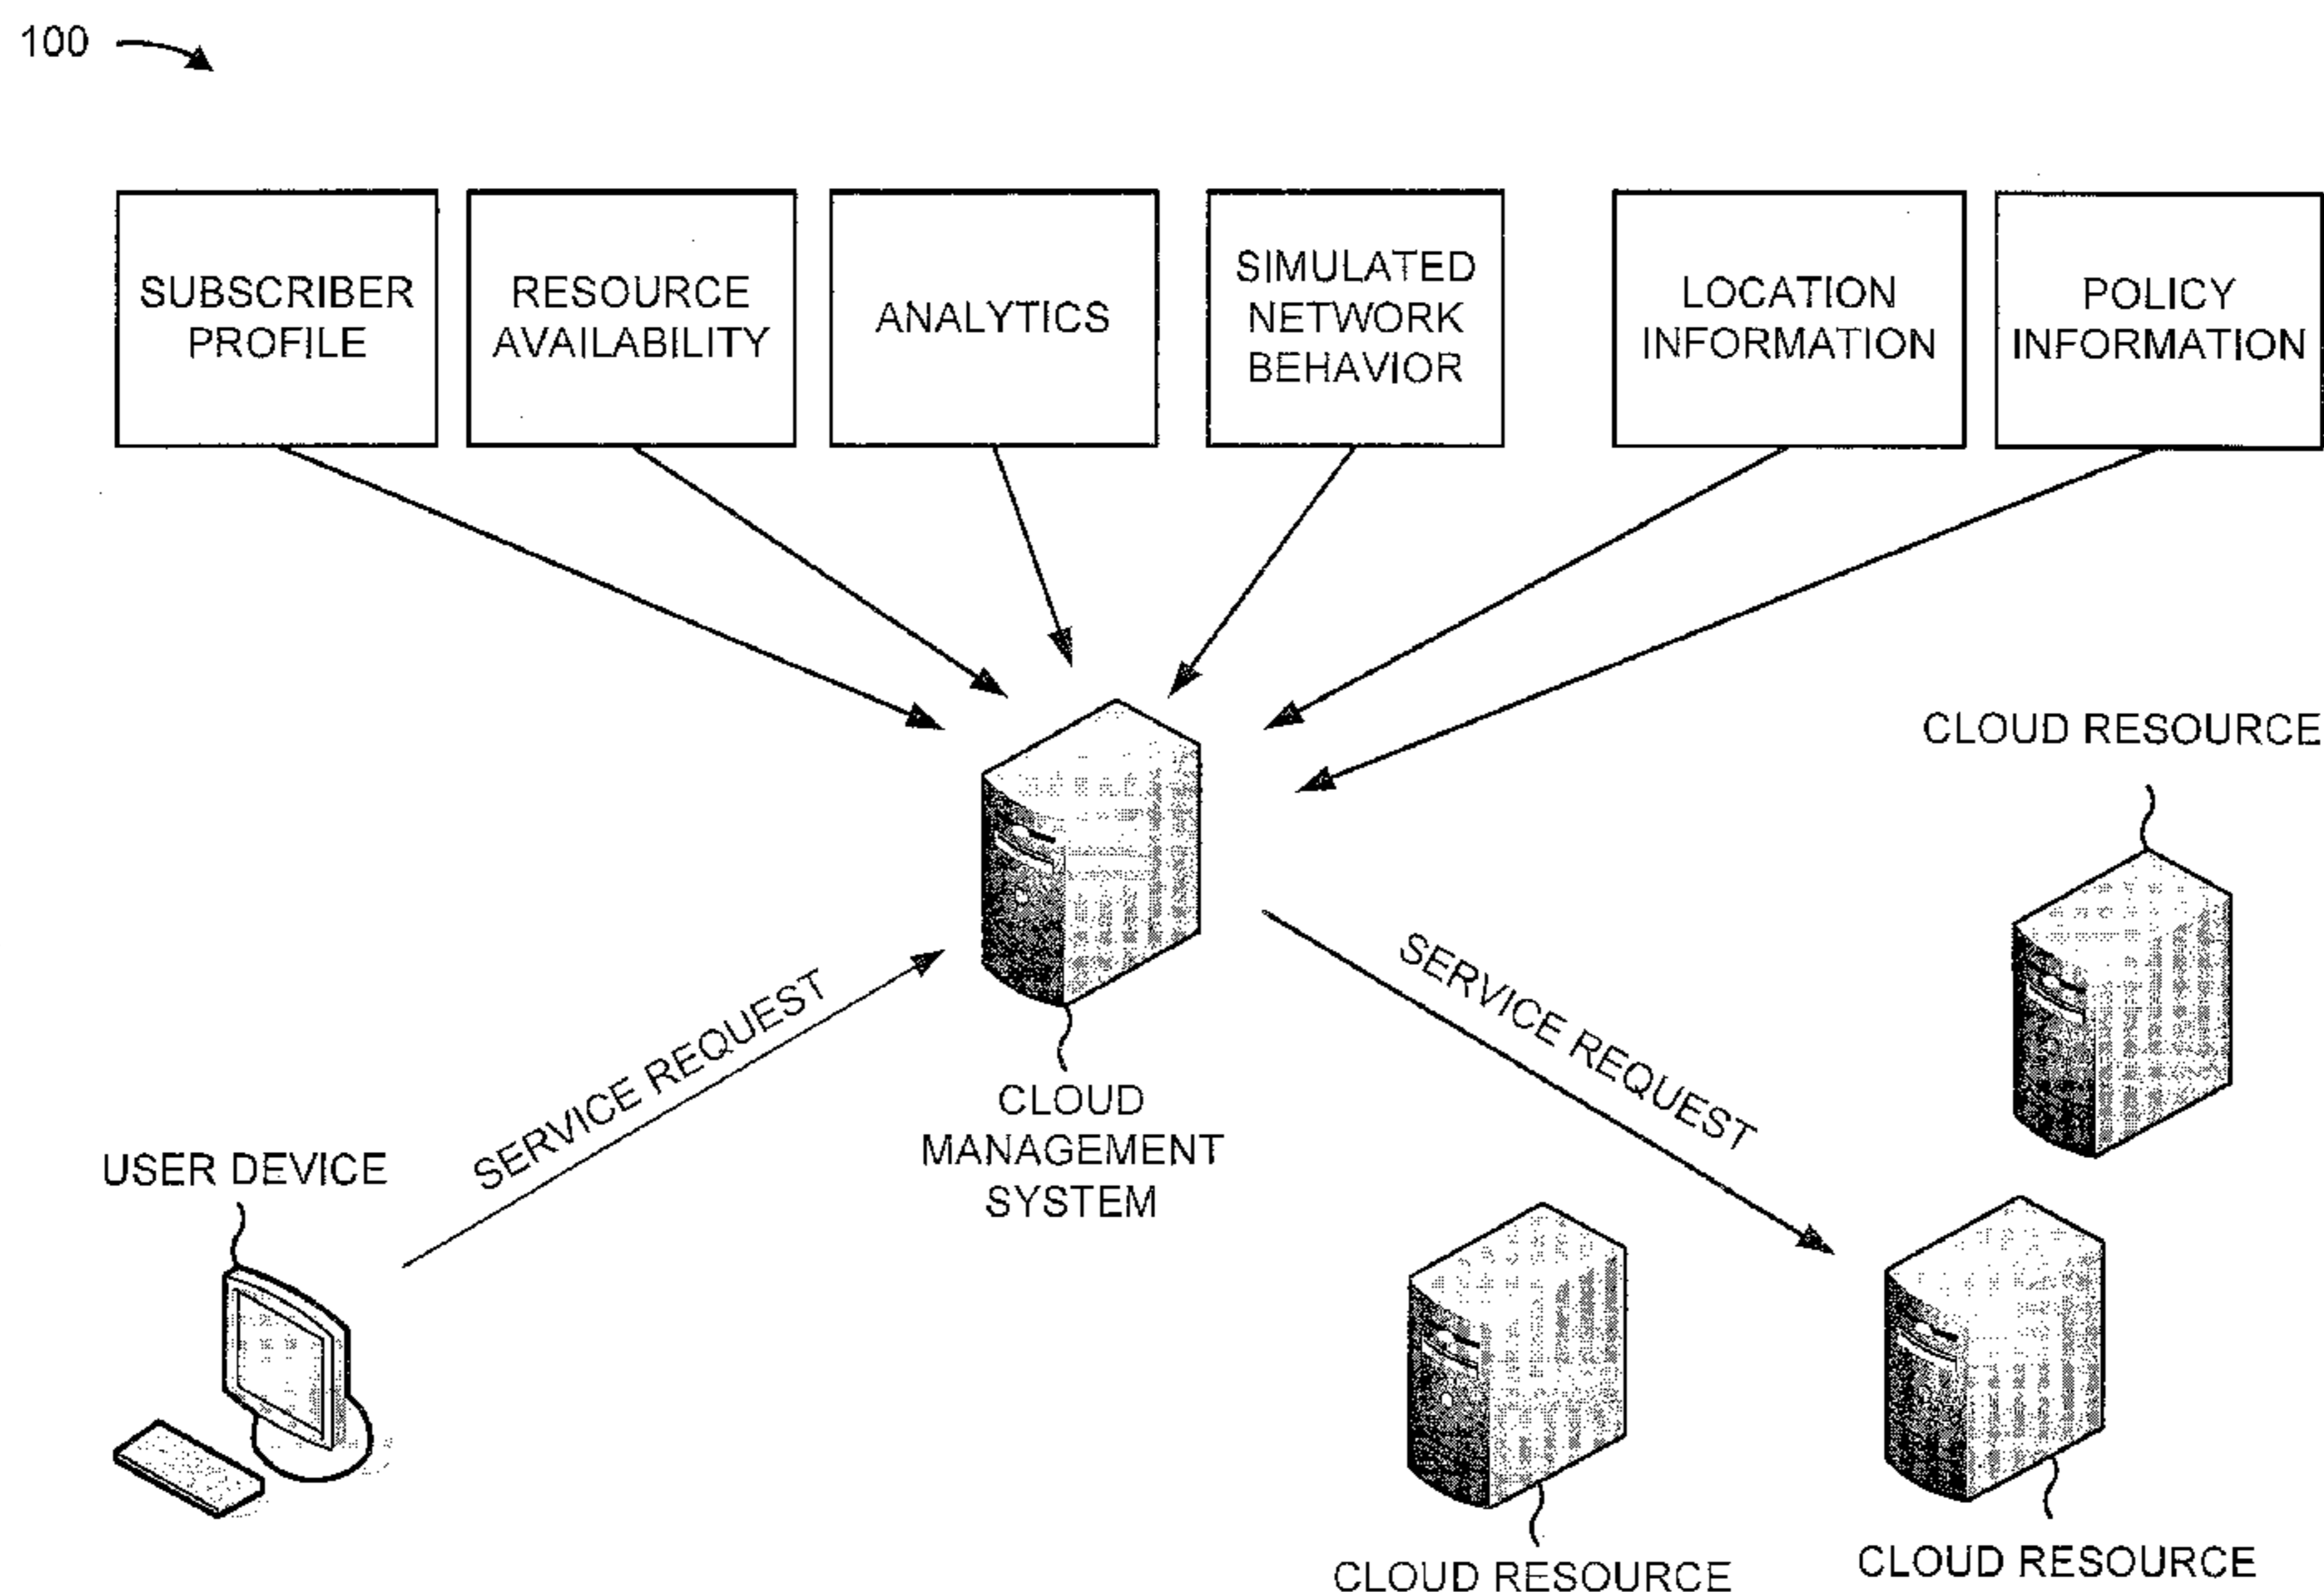 100
SUBSCRIBER
PROFILE
RESOURCE
AVAILABILITY
ANALYTICS
SIMULATED
NETWORK
BEHAVIOR
LOCATION
INFORMATION
POLICY
INFORMATION
CLOUD RESOURCE
SERVICE REQUEST
SERVICE REQUEST
CLOUD
MANAGEMENT
SYSTEM
USER DEVICE
CLOUD RESOURCE
CLOUD RESOURCE